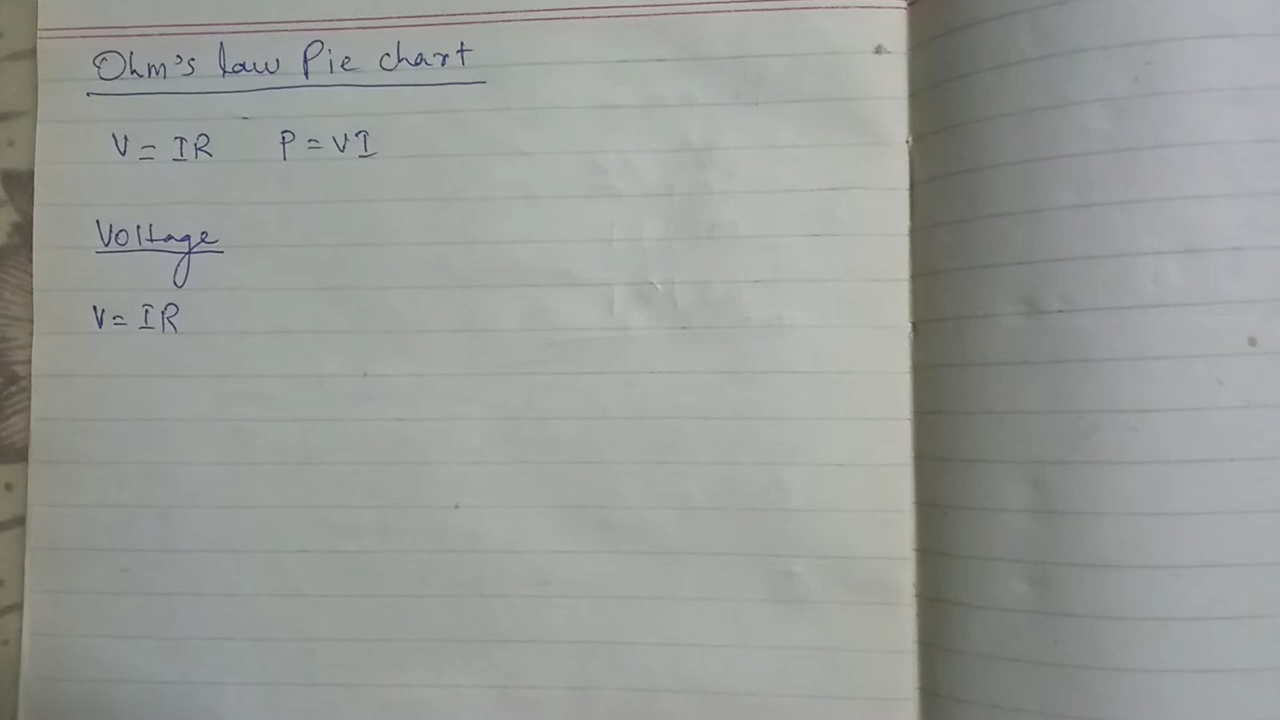 Ohm's law Pie chart
V = IR P = VI
Voltage
V = IR